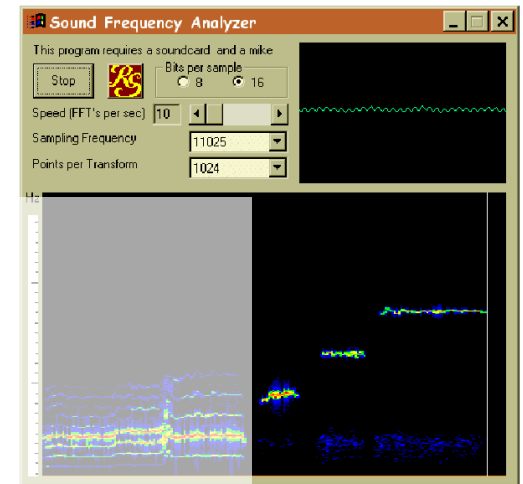 Sound Frequency Analyzer
This program requires a soundcard and a mike
Stop
RS
Bits per sample
8 16
Speed (FFT's per sec) 10
Sampling Frequency 11025
Points per Transform 1024
Hz